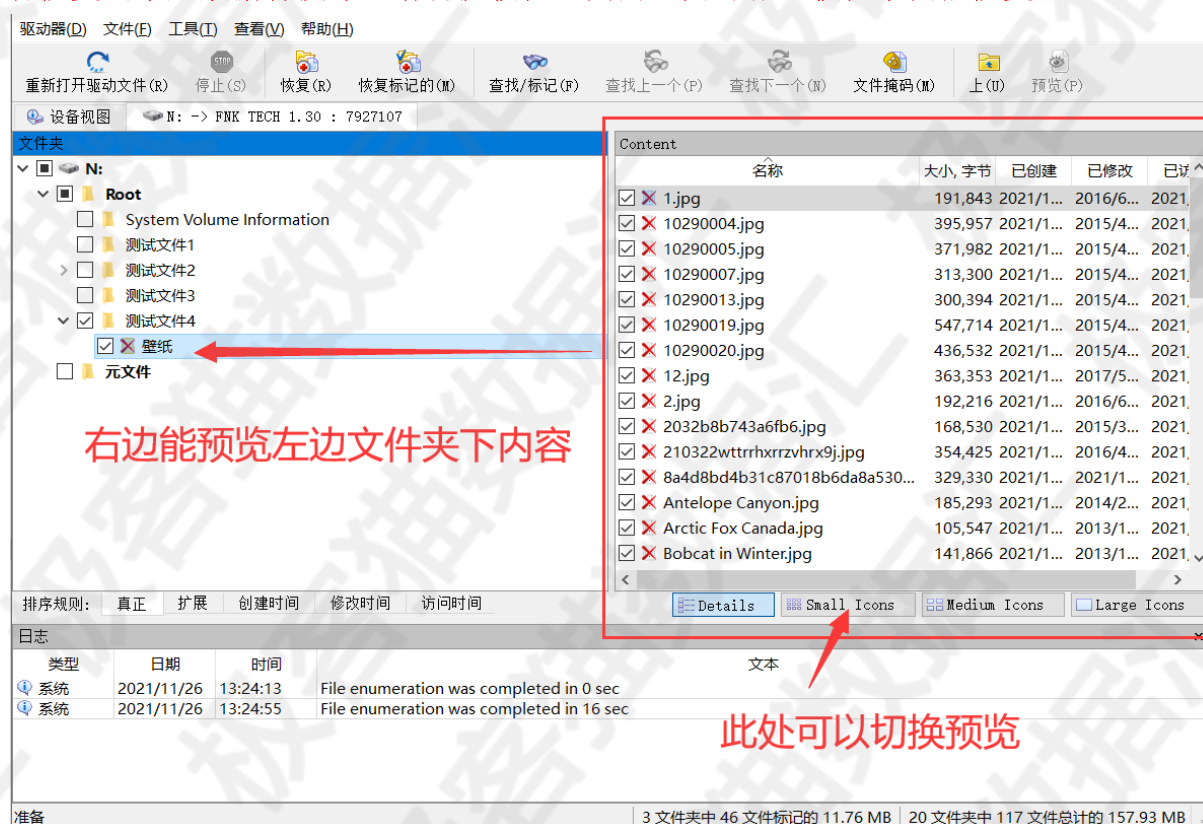 驱动器(D) 文件(F) 工具(T) 查看(V) 帮助(H)
重新打开驱动文件(R) 停止(S) 恢复(R) 恢复标记的(M) 查找/标记(F) 查找上一个(P) 查找下一个(N) 文件掩码(M) 上(U) 预览(P)
设备视图 N: -> FNK TECH 1.30 : 7927107
文件夹
N:
Root
System Volume Information
测试文件1
测试文件2
测试文件3
测试文件4
壁纸
元文件
右边能预览左边文件夹下内容
排序规则: 真正 扩展 创建时间 修改时间 访问时间
Content
名称 大小, 字节 已创建 已修改
1.jpg 191,843 2021/1... 2016/6... 2021,
10290004.jpg 395,957 2021/1... 2015/4... 2021,
10290005.jpg 371,982 2021/1... 2015/4... 2021,
10290007.jpg 313,300 2021/1... 2015/4... 2021,
10290013.jpg 300,394 2021/1... 2015/4... 2021,
10290019.jpg 547,714 2021/1... 2015/4... 2021,
10290020.jpg 436,532 2021/1... 2015/4... 2021,
12.jpg 363,353 2021/1... 2017/5... 2021,
2.jpg 192,216 2021/1... 2016/6... 2021,
2032b8b743a6fb6.jpg 168,530 2021/1... 2015/3... 2021,
210322wttrrhxrrzvhrx9j.jpg 354,425 2021/1... 2016/4... 2021,
8a4d8bd4b31c87018b6da8a530... 329,330 2021/1... 2021/1... 2021,
Antelope Canyon.jpg 185,293 2021/1... 2014/2... 2021,
Arctic Fox Canada.jpg 105,547 2021/1... 2013/1... 2021,
Bobcat in Winter.jpg 141,866 2021/1... 2013/1... 2021,
Details Small Icons Medium Icons Large Icons
日志
类型 日期 时间 文本
系统 2021/11/26 13:24:13 File enumeration was completed in 0 sec
系统 2021/11/26 13:24:55 File enumeration was completed in 16 sec
此处可以切换预览
准备 3 文件夹中 46 文件标记的 11.76 MB 20 文件夹中 117 文件总计的 157.93 MB